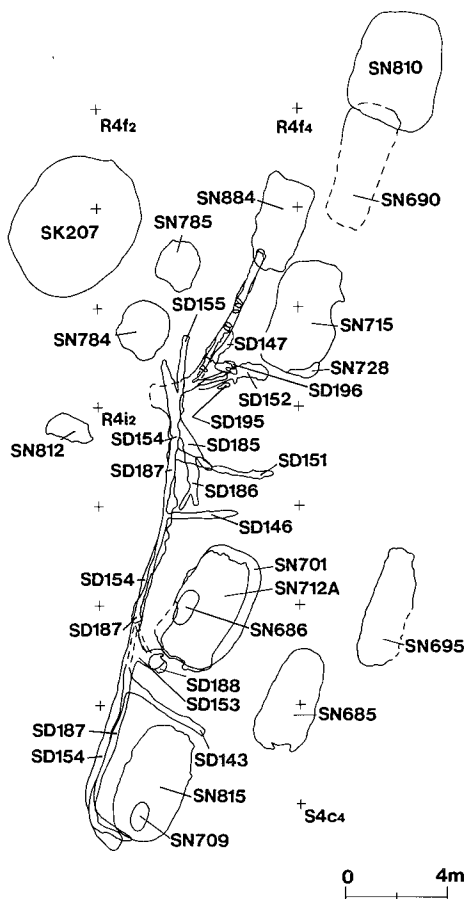 SN810
R4f2
R4f4
SN884
SN690
SN785
SK207
SD155
SN784
SD147
SN715
SN728
SD196
SD152
R4i2
SD195
SN812
SD154
SD185
SD187
SD151
SD186
SD146
SN701
SD154
SN712A
SD187
SN686
SN695
SD188
SD153
SN685
SD187
SD143
SD154
SN815
S4c4
SN709
0 4m